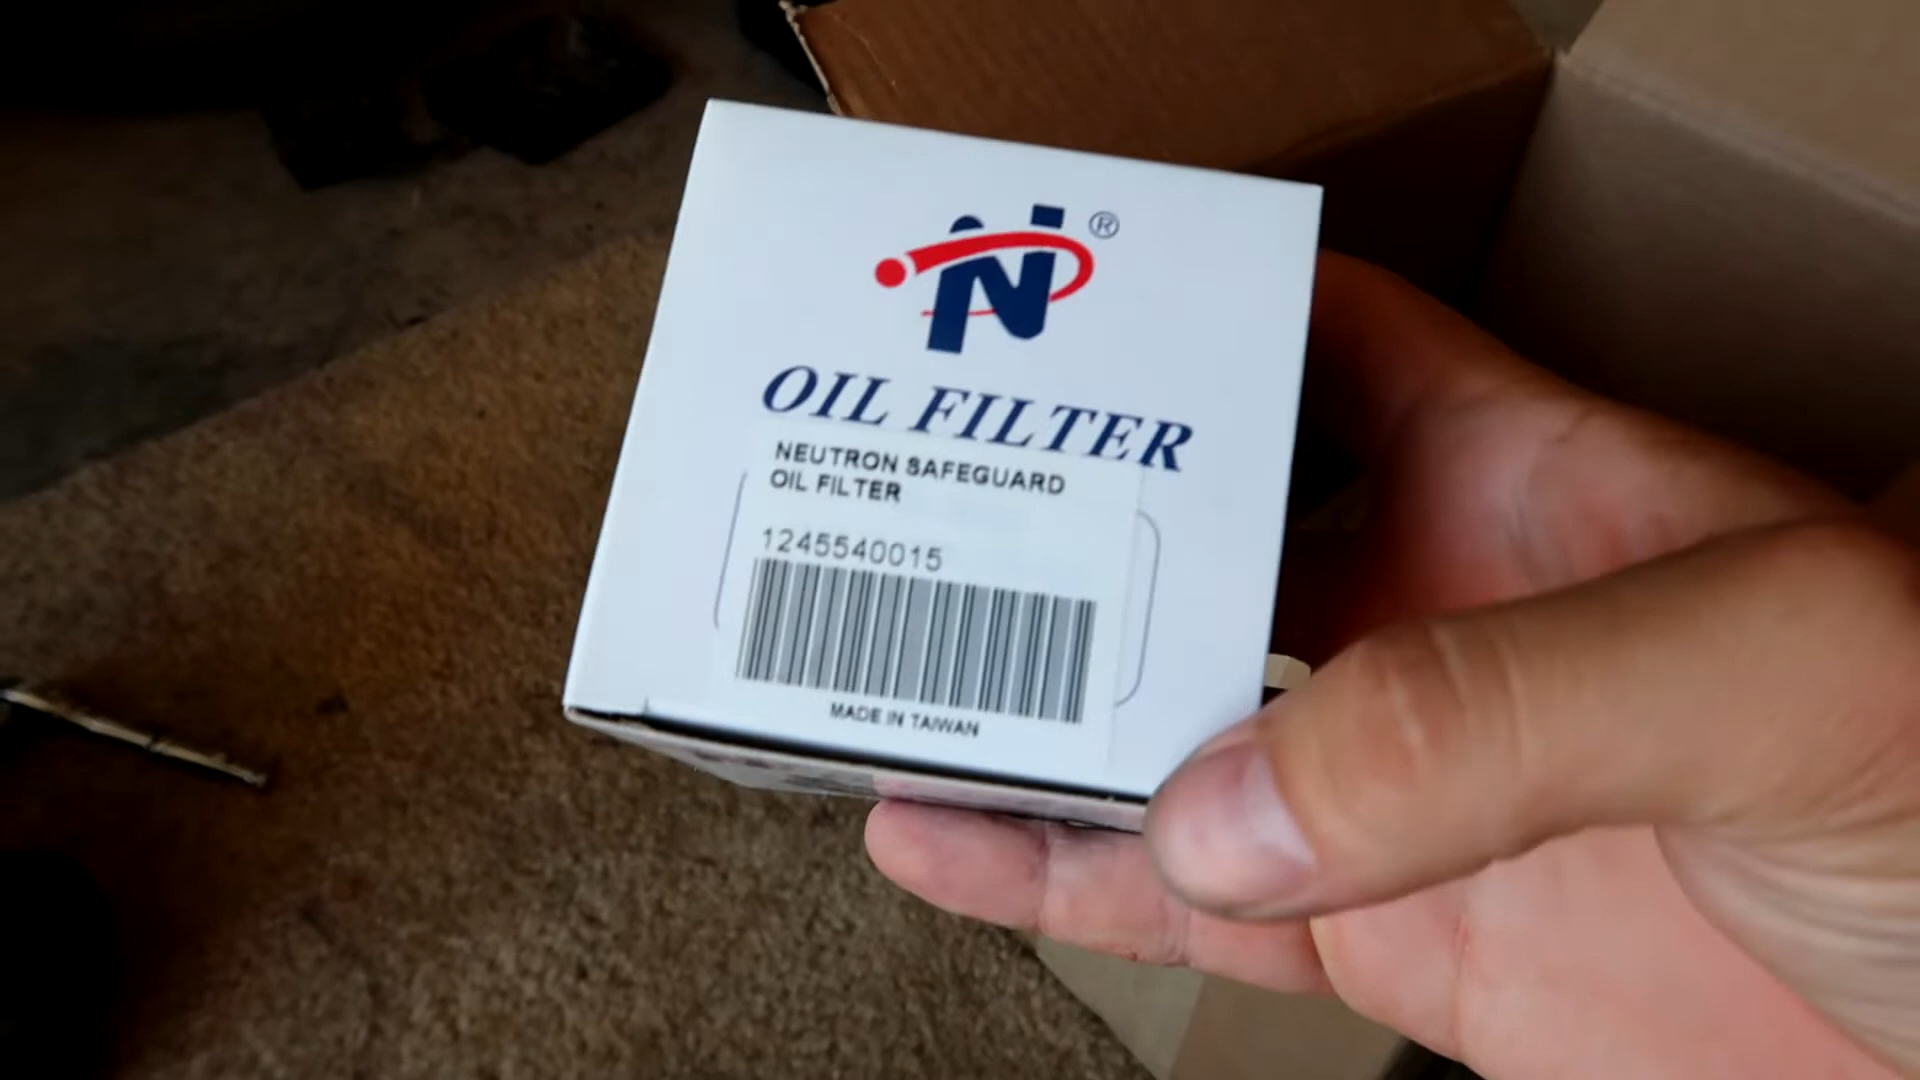 N®
OIL FILTER
NEUTRON SAFEGUARD
OIL FILTER
1245540015
MADE IN TAIWAN